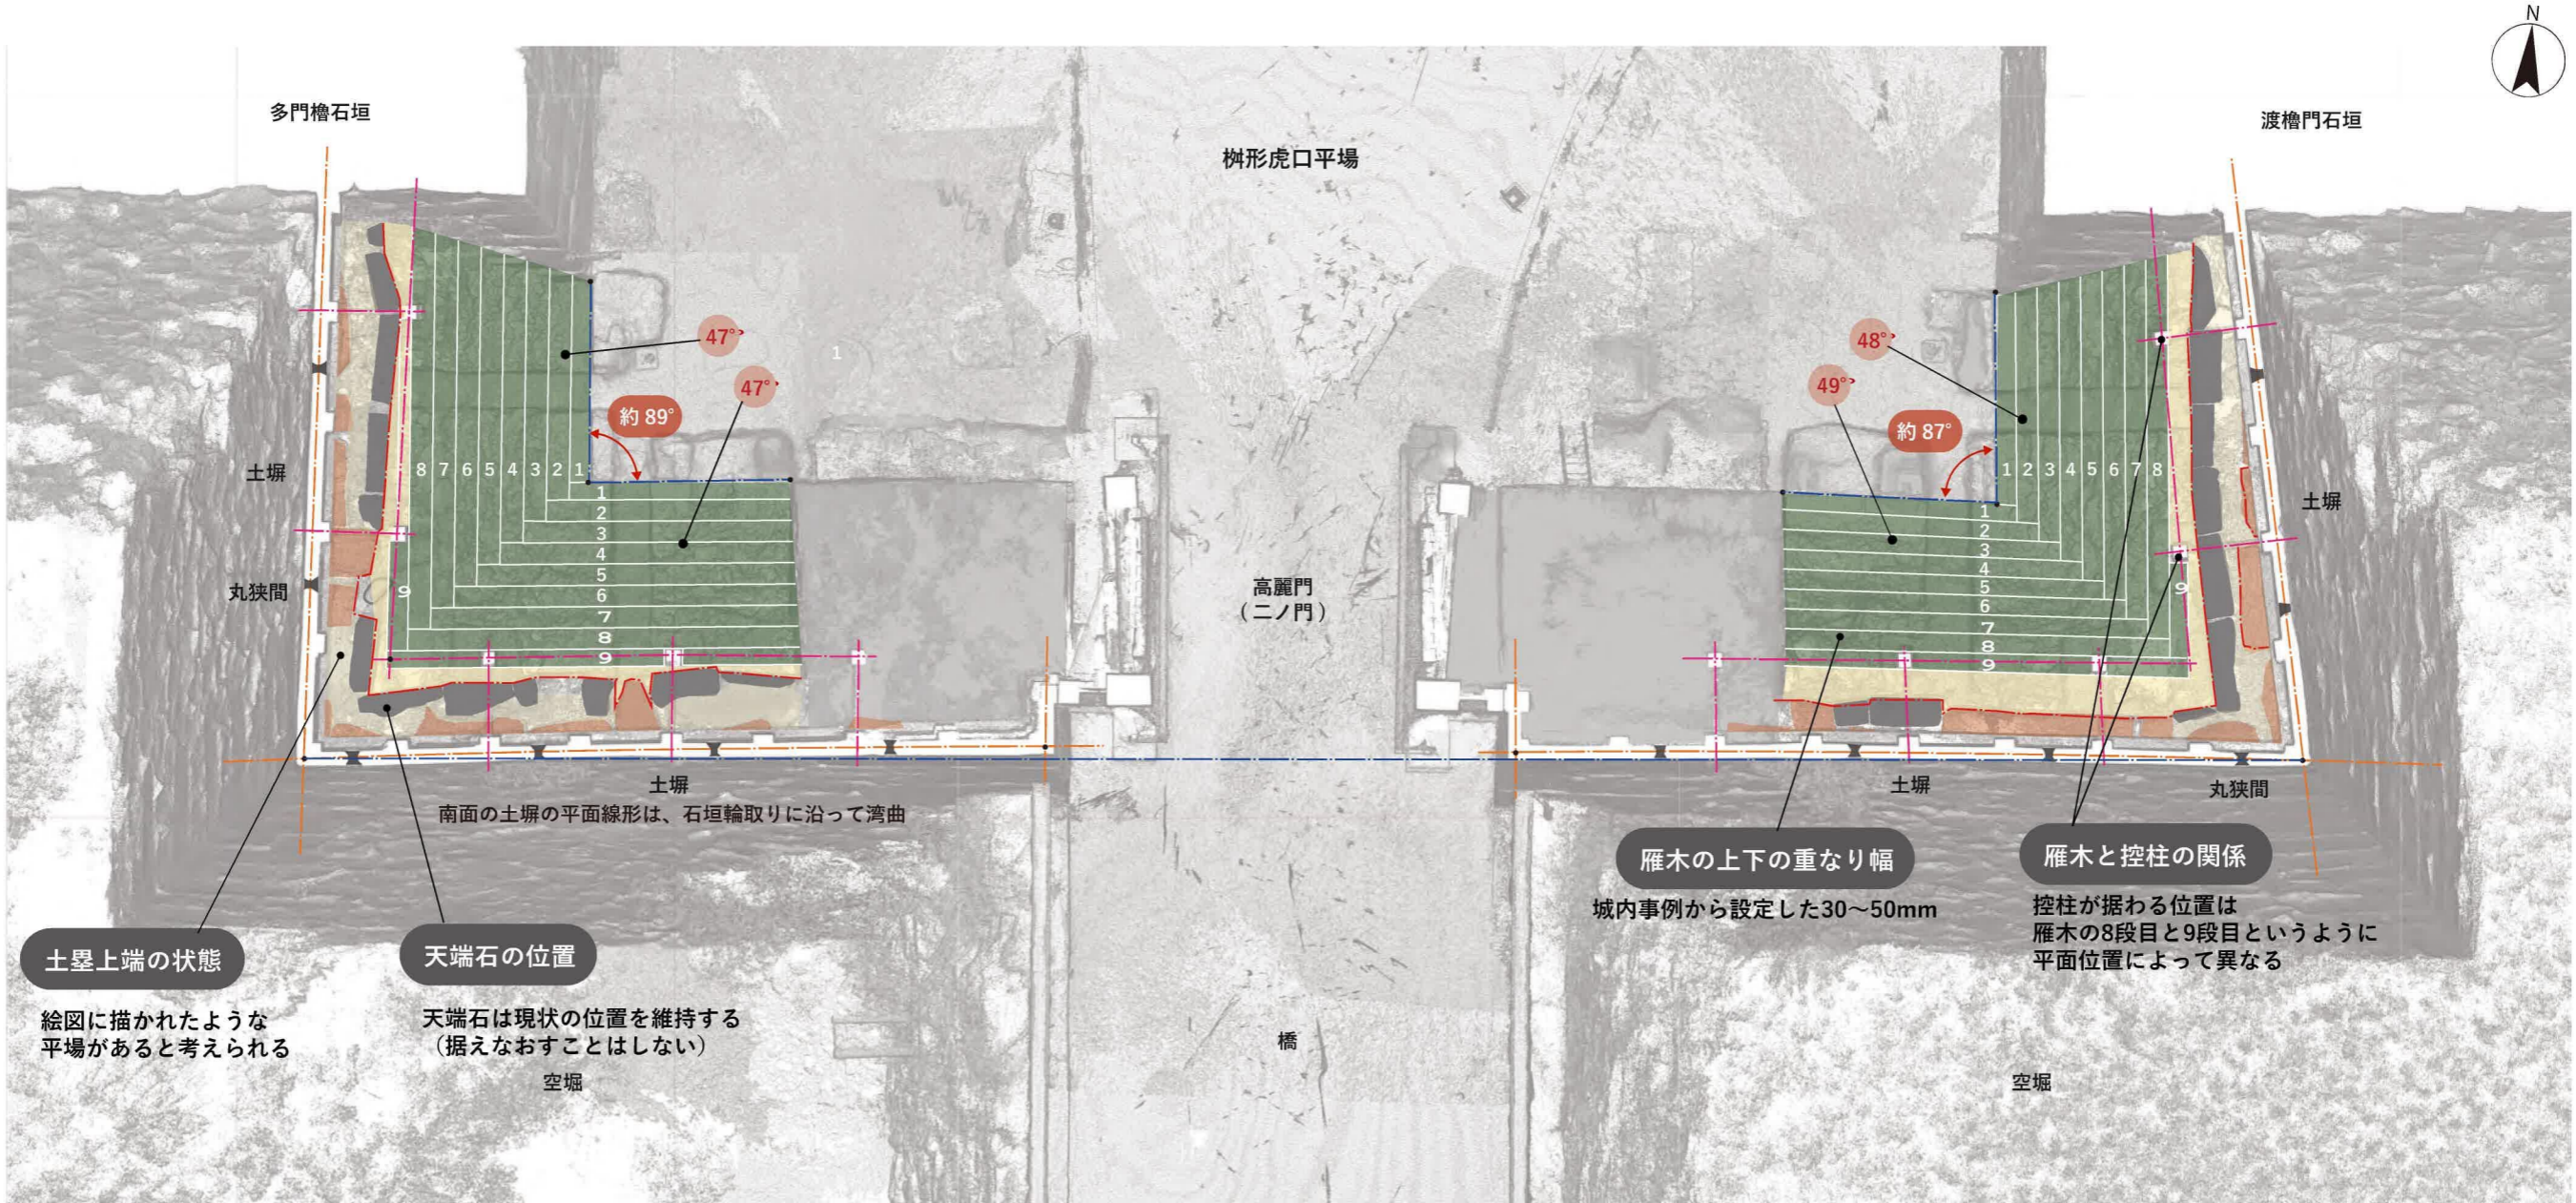 N
多門櫓石垣
渡櫓門石垣
桝形虎口平場
47°
47°
1
約 89°
48°
49°
約 87°
8 7 6 5 4 3 2 1
1
2
3
4
5
6
7
8
9
9
1 2 3 4 5 6 7 8
1
2
3
4
5
6
7
8
9
9
土塀
丸狭間
土塀
高麗門
（二ノ門）
土塀
南面の土塀の平面線形は、石垣輪取りに沿って湾曲
土塀
丸狭間
雁木の上下の重なり幅
城内事例から設定した30〜50mm
雁木と控柱の関係
控柱が据わる位置は
雁木の8段目と9段目というように
平面位置によって異なる
土塁上端の状態
絵図に描かれたような
平場があると考えられる
天端石の位置
天端石は現状の位置を維持する
（据えなおすことはしない）
空堀
橋
空堀